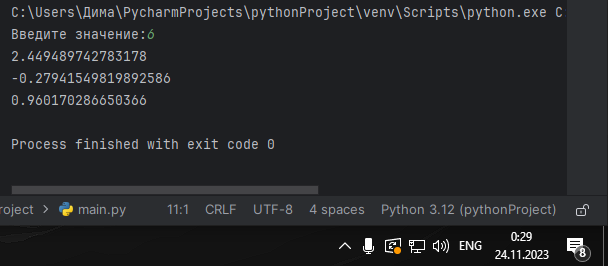 C:\Users\Дима\PycharmProjects\pythonProject\venv\Scripts\python.exe C
Введите значение:6
2.449489742783178
-0.27941549819892586
0.960170286650366
Process finished with exit code 0
roject > main.py 11:1 CRLF UTF-8 4 spaces Python 3.12 (pythonProject)
ENG 0:29
24.11.2023 8